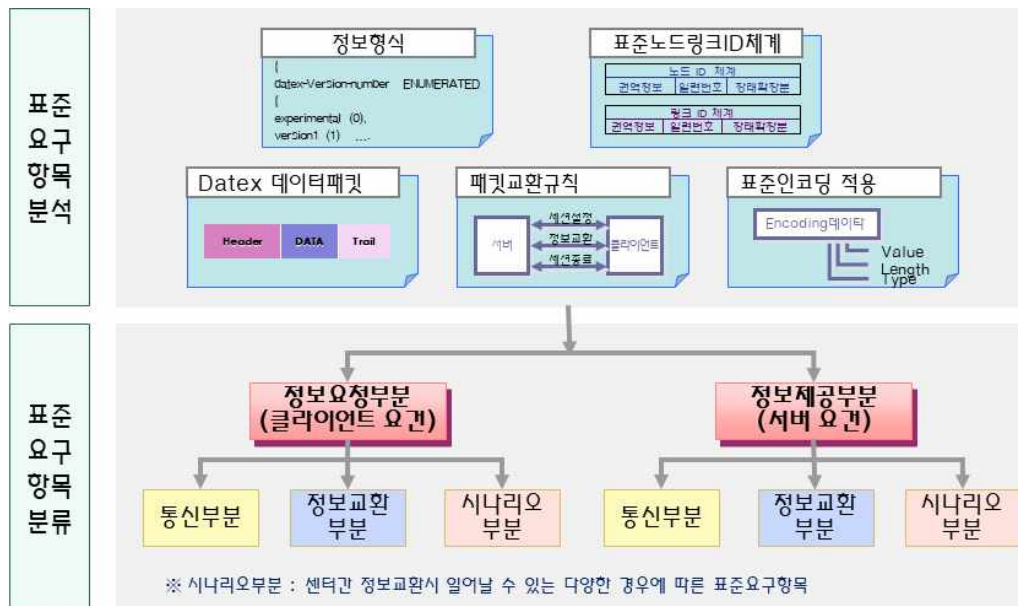 표준
요구
항목
분석
정보형식
{
datex-Version-number ENUMERATED
{
experimental (0),
version1 (1) ....
표준노드링크ID체계
노드 ID 체계
권역정보 일련번호 장태확장분
링크 ID 체계
권역정보 일련번호 장태확장분
Datex 데이터패킷
Header DATA Trail
패킷교환규칙
서버
세션설정
정보교환
세션종료
클라이언트
표준인코딩 적용
Encoding데이타
Value
Length
Type
표준
요구
항목
분류
정보요청부분
(클라이언트 요건)
정보제공부분
(서버 요건)
통신부분
정보교환
부분
시나리오
부분
통신부분
정보교환
부분
시나리오
부분
※ 시나리오부분 : 센터간 정보교환시 일어날 수 있는 다양한 경우에 따른 표준요구항목